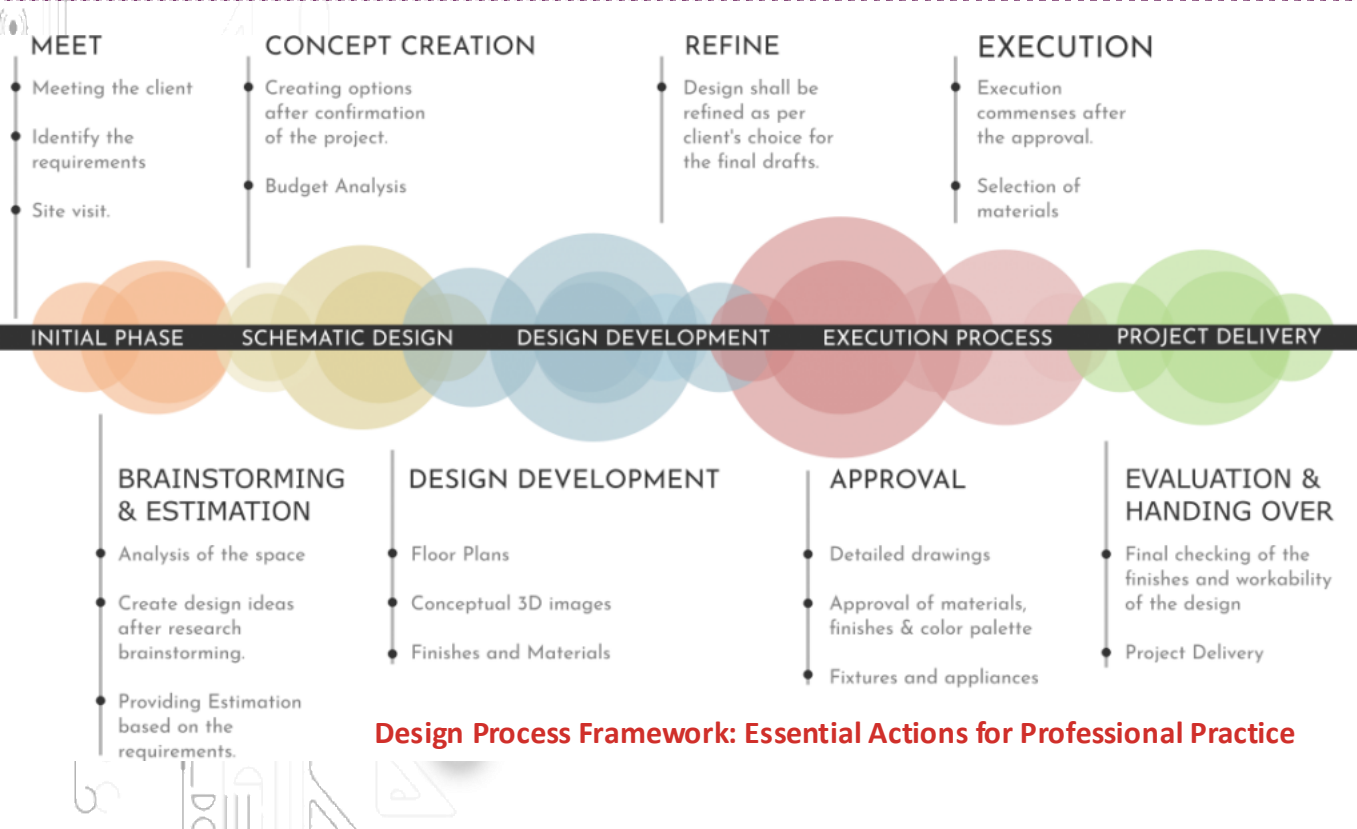 MEET
Meeting the client
Identify the
requirements
Site visit.
CONCEPT CREATION
Creating options
after confirmation
of the project.
Budget Analysis
REFINE
Design shall be
refined as per
client's choice for
the final drafts.
EXECUTION
Execution
commenses after
the approval.
Selection of
materials
INITIAL PHASE
SCHEMATIC DESIGN
DESIGN DEVELOPMENT
EXECUTION PROCESS
PROJECT DELIVERY
BRAINSTORMING
& ESTIMATION
Analysis of the space
Create design ideas
after research
brainstorming.
Providing Estimation
based on the
requirements.
DESIGN DEVELOPMENT
Floor Plans
Conceptual 3D images
Finishes and Materials
APPROVAL
Detailed drawings
Approval of materials,
finishes & color palette
Fixtures and appliances
EVALUATION &
HANDING OVER
Final checking of the
finishes and workability
of the design
Project Delivery
Design Process Framework: Essential Actions for Professional Practice